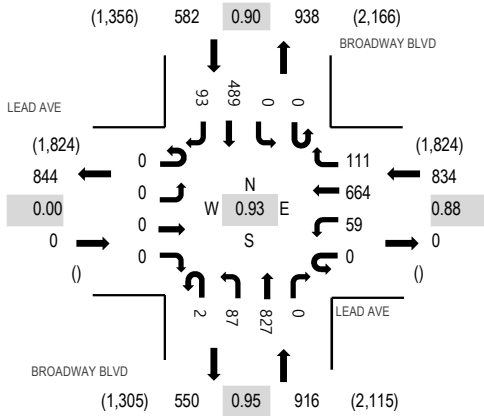 (1,356) 582 0.90 938 (2,166)
BROADWAY BLVD
93 489 0 0
LEAD AVE
(1,824) (1,824)
0 111
844 834
0 664
N
0.00 W 0.93 E 0.88
0 59
0 0
S
0 0
() ()
2 87 827 0
LEAD AVE
BROADWAY BLVD
(1,305) 550 0.95 916 (2,115)